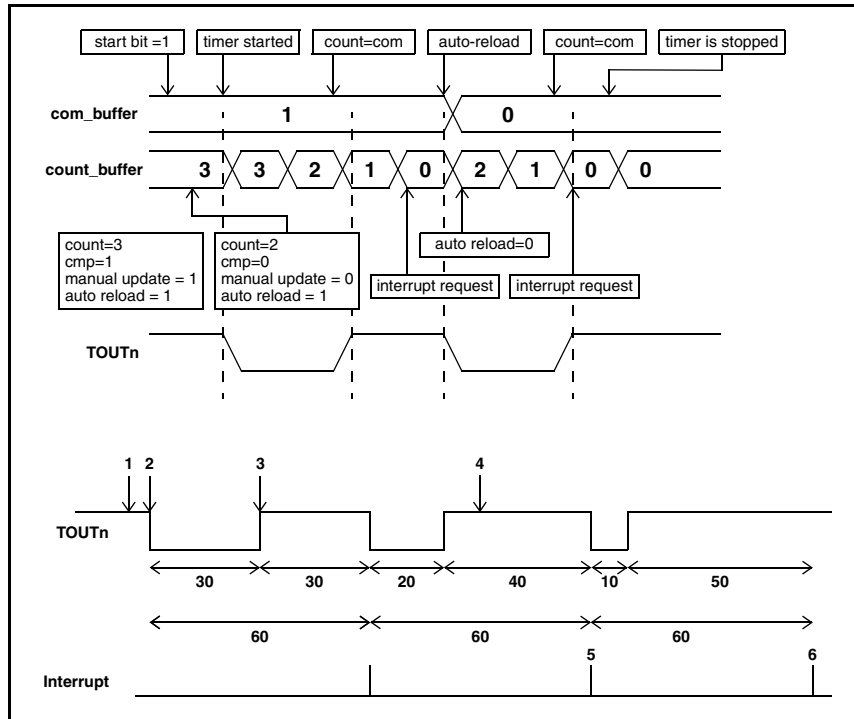 start bit =1 timer started count=com auto-reload count=com timer is stopped
com_buffer 1 0
count_buffer 3 3 2 1 0 2 1 0 0
count=3
cmp=1
manual update = 1
auto reload = 1
count=2
cmp=0
manual update = 0
auto reload = 1
auto reload=0
interrupt request interrupt request
TOUTn
1 2 3 4
TOUTn
30 30 20 40 10 50
60 60 60
5 6
Interrupt